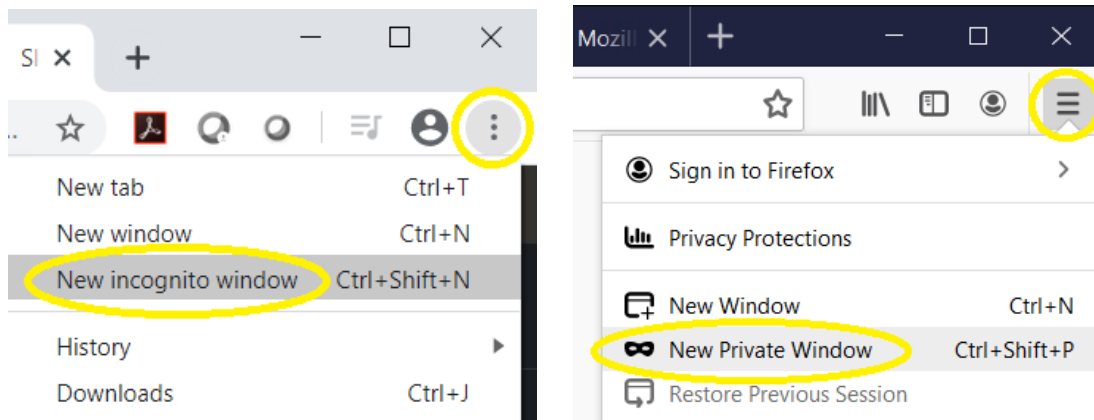 Sl
New tab Ctrl+T
New window Ctrl+N
New incognito window Ctrl+Shift+N
History
Downloads Ctrl+J
Mozill
Sign in to Firefox
Privacy Protections
New Window Ctrl+N
New Private Window Ctrl+Shift+P
Restore Previous Session